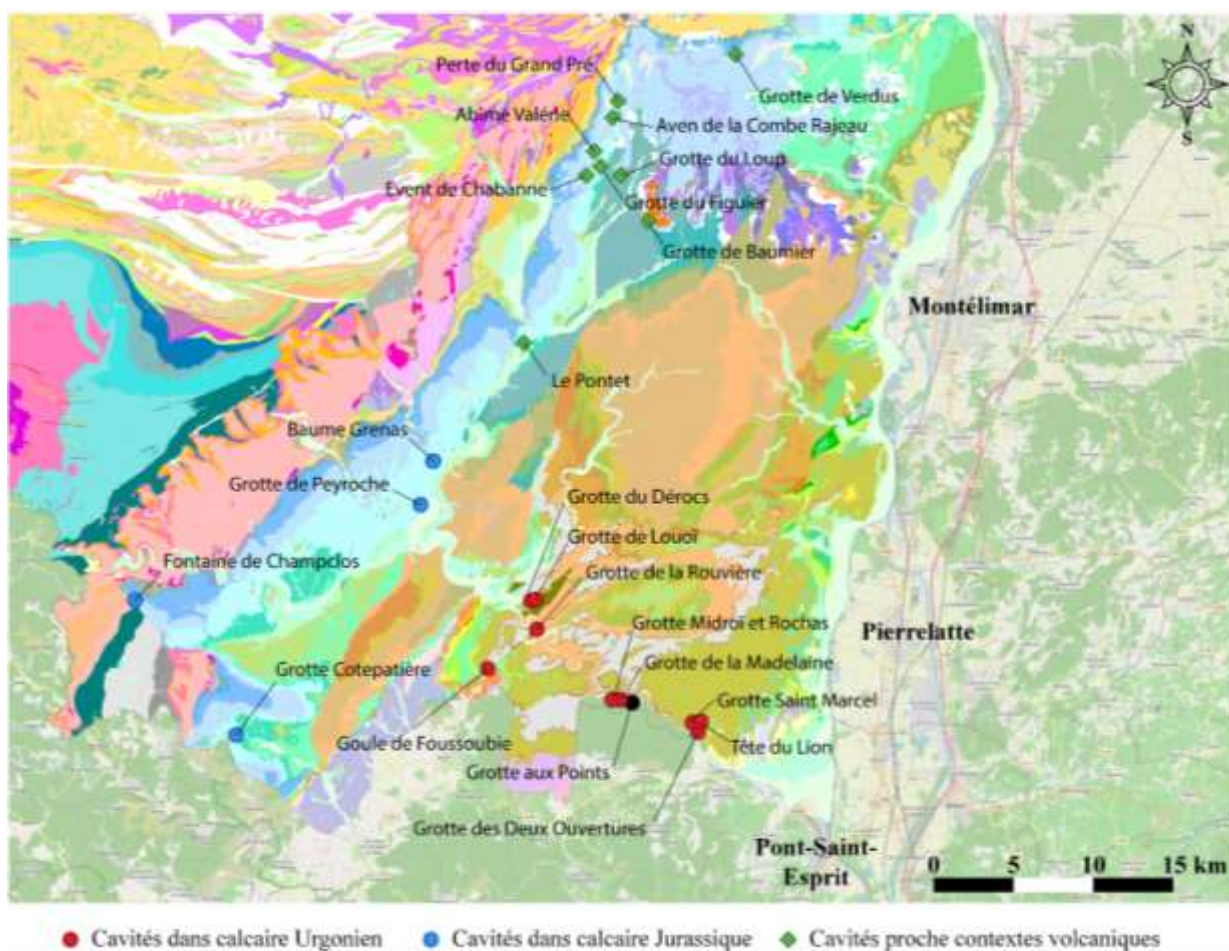 N
S
Perte du Grand Pré
Grotte de Verdus
Abime Valérie
Aven de la Combe Rajeau
Grotte du Loup
Event de Chabanne
Grotte du Figuier
Grotte de Baumier
Montélimar
Le Pontet
Baume Grenas
Grotte de Peyroche
Grotte du Dérocs
Grotte de Louoï
Fontaine de Champclos
Grotte de la Rouvière
Grotte Midroï et Rochas
Pierrelatte
Grotte de la Madelaine
Grotte Cotepatière
Grotte Saint Marcel
Goule de Foussoubie
Tête du Lion
Grotte aux Points
Grotte des Deux Ouvertures
Pont-Saint-
Esprit
0 5 10 15 km
Cavités dans calcaire Urgonien Cavités dans calcaire Jurassique Cavités proche contextes volcaniques